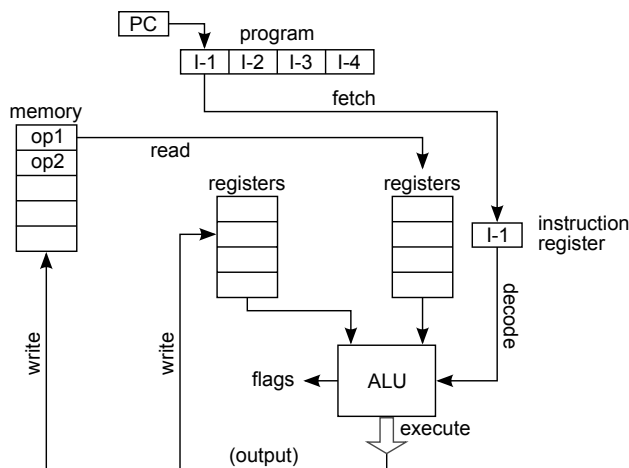 PC
program
I-1 I-2 I-3 I-4
fetch
memory
op1
read
op2
registers
registers
I-1
instruction
register
decode
write
write
flags
ALU
execute
(output)